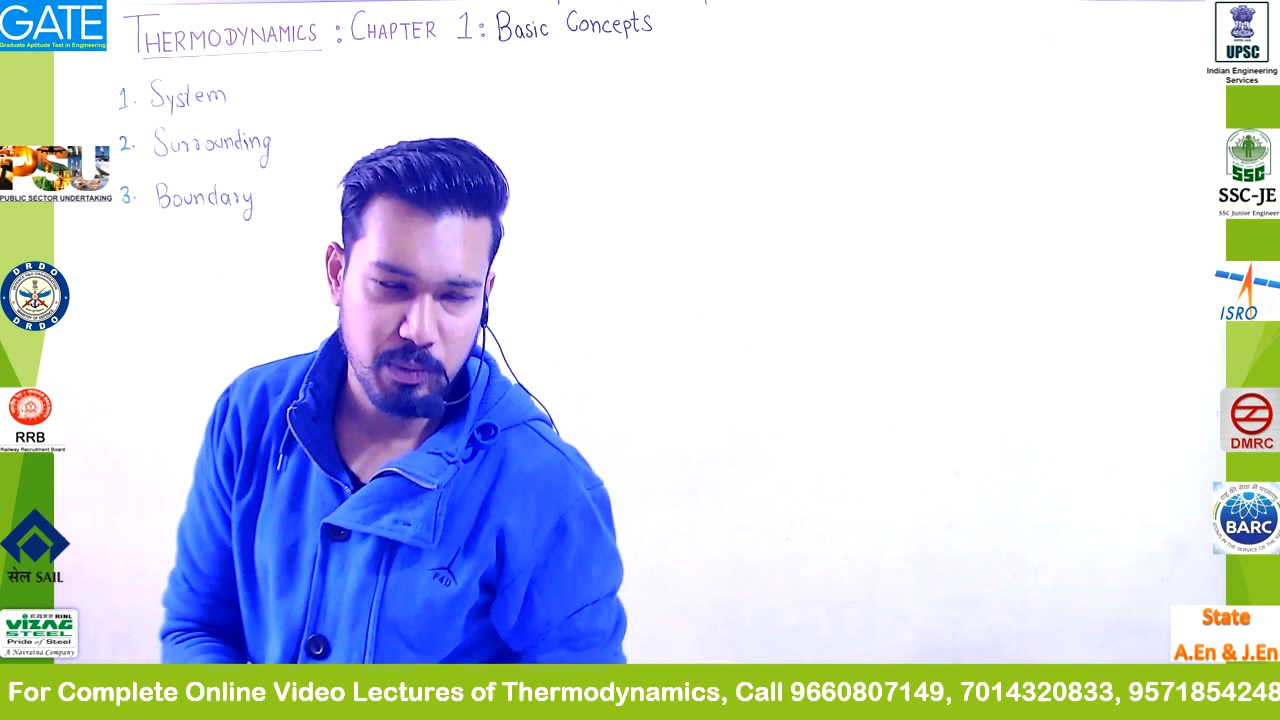 GATE
Graduate Aptitude Test in Engineering
THERMODYNAMICS : CHAPTER 1: Basic Concepts
1. System
2. Surrounding
3. Boundary
PSU
PUBLIC SECTOR UNDERTAKING
DRDO
DRDO
RRB
Railway Recruitment Board
सेल SAIL
RINL
VIZAG
STEEL
Pride of Steel
A Navratna Company
UPSC
Indian Engineering
Services
SSC
SSC-JE
SSC Junior Engineer
ISRO
DMRC
BARC
State
A.En & J.En
F4U
For Complete Online Video Lectures of Thermodynamics, Call 9660807149, 7014320833, 9571854248